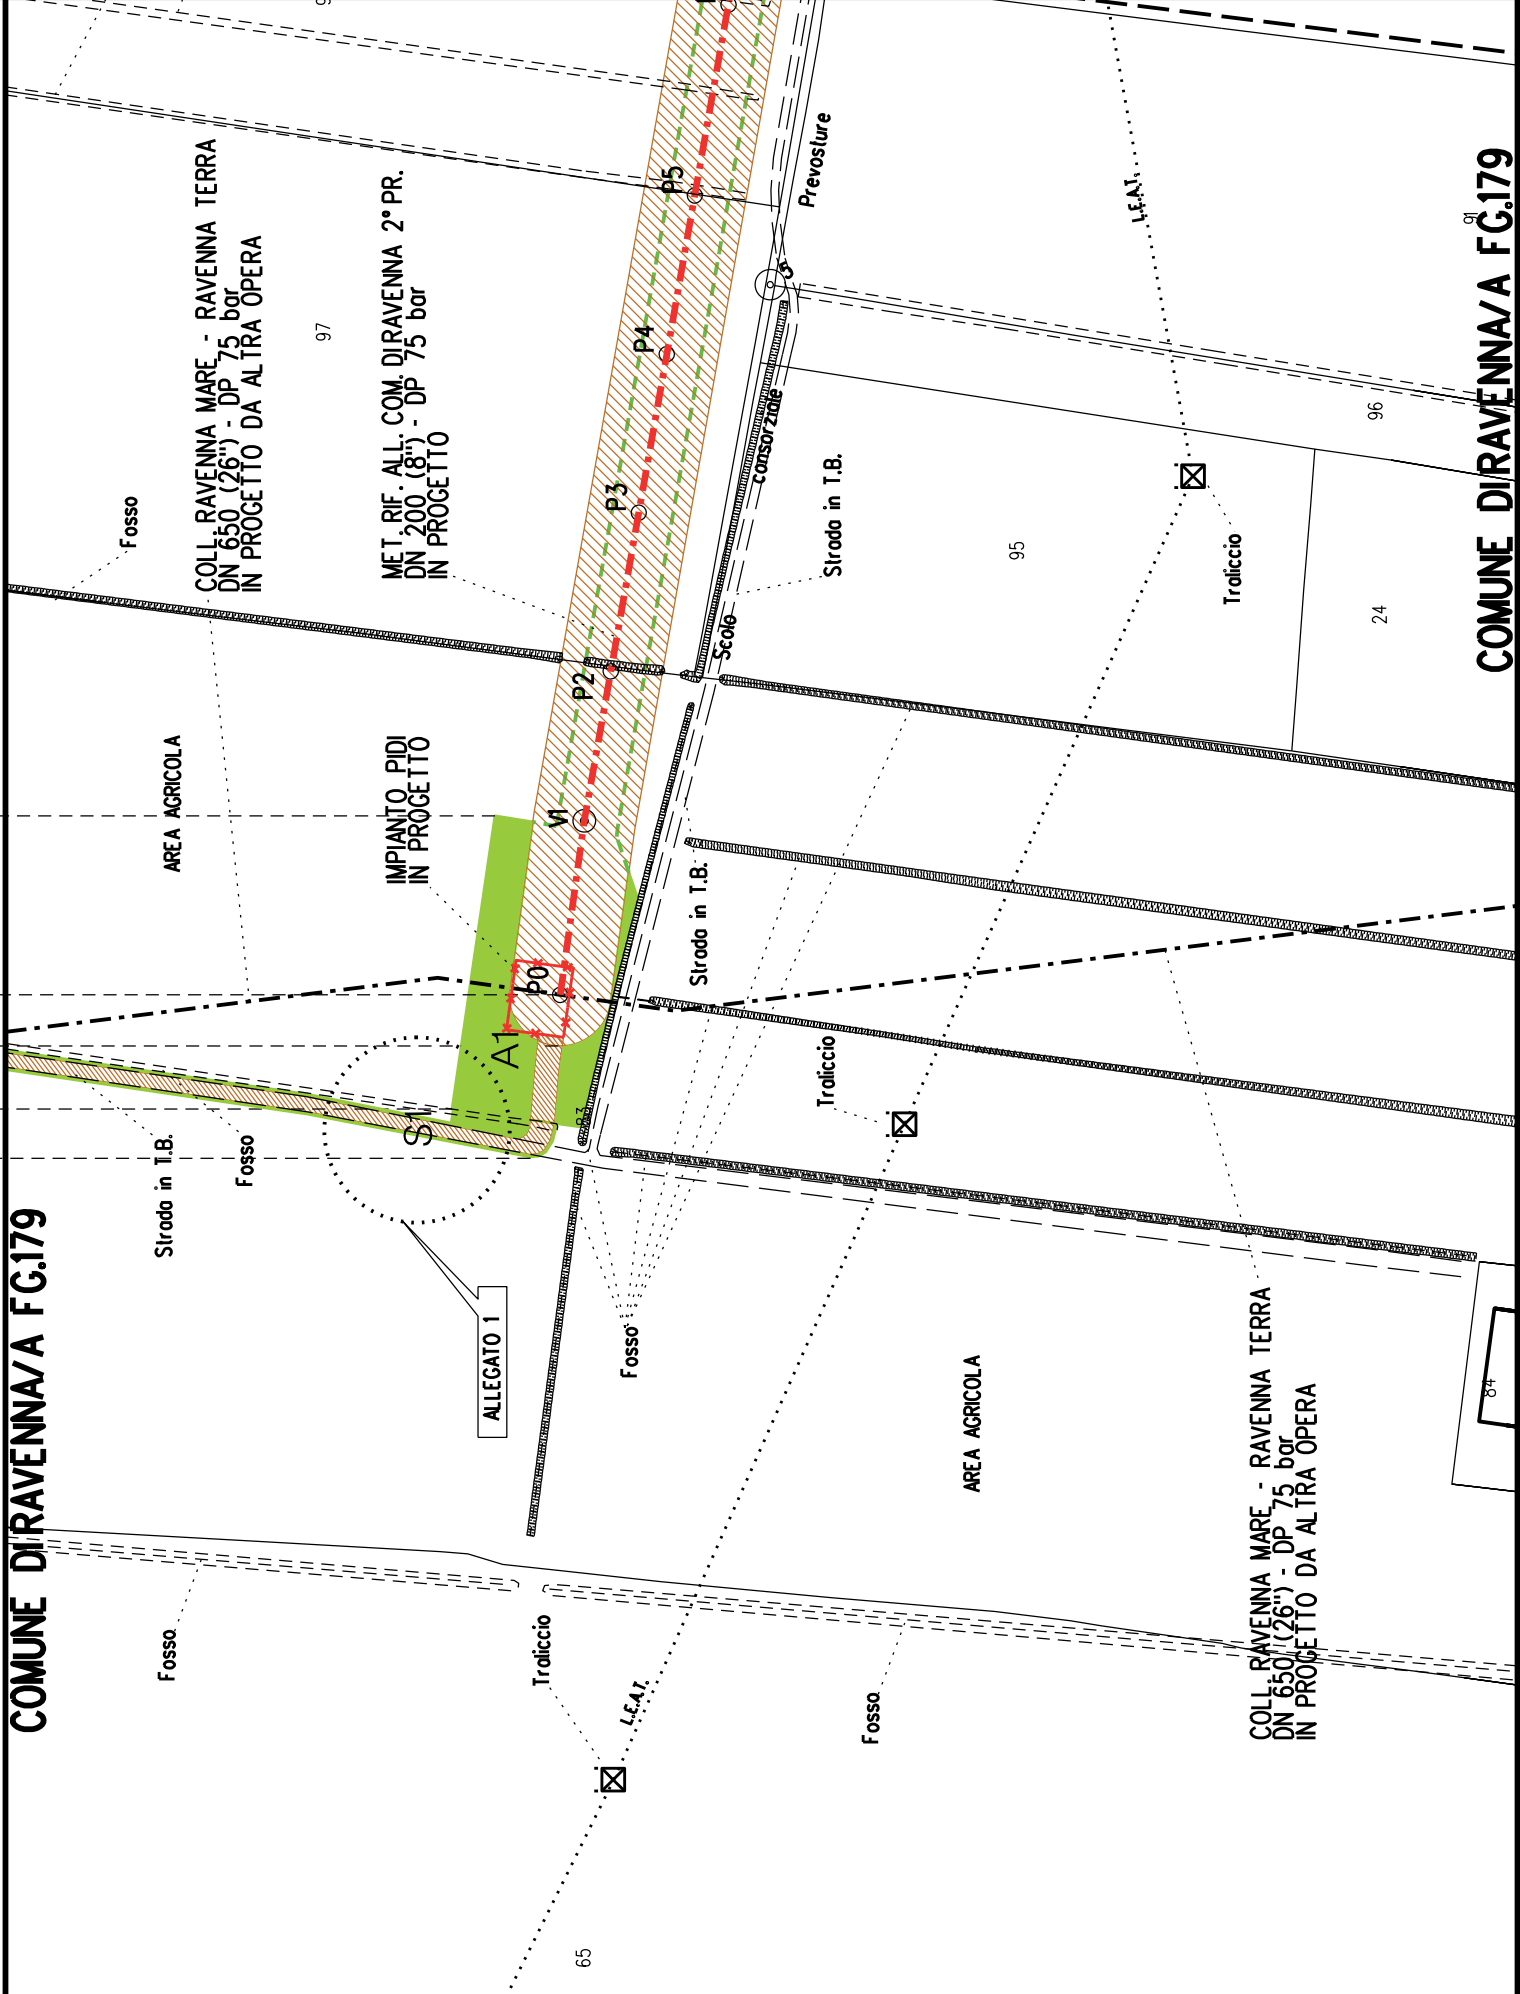 COMUNE DI RAVENNA/A FG.179
COMUNE DI RAVENNA/A FG.179
Fosso
Strada in T.B.
Fosso
AREA AGRICOLA
Fosso
COLL. RAVENNA MARE - RAVENNA TERRA
DN 650 (26") - DP 75 bar
IN PROGETTO DA ALTRA OPERA
97
MET. RIF. ALL. COM. DI RAVENNA 2° PR.
DN 200 (8") - DP 75 bar
IN PROGETTO
IMPIANTO PIDI
IN PROGETTO
S1
A1
P0
V1
P2
P3
P4
P5
ALLEGATO 1
93
65
Traliccio
L.E.A.T.
Fosso
Strada in T.B.
Scolo
consorziale
Prevosture
5
Strada in T.B.
Traliccio
Fosso
AREA AGRICOLA
95
L.E.A.T.
Traliccio
COLL. RAVENNA MARE - RAVENNA TERRA
DN 650 (26") - DP 75 bar
IN PROGETTO DA ALTRA OPERA
24
96
91
84